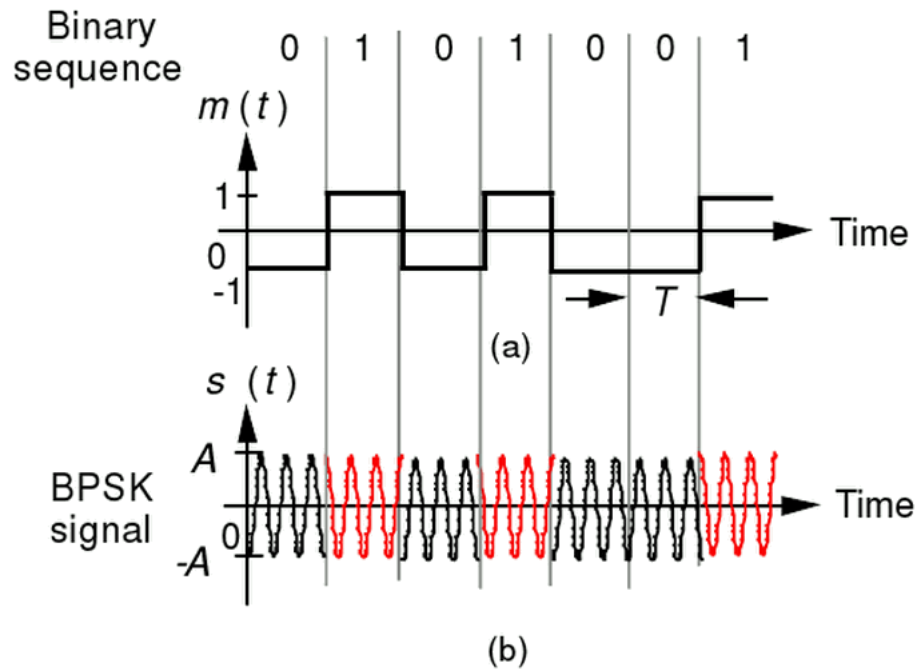 Binary sequence 0 1 0 1 0 0 1
m (t)
1
0
-1
Time
T
(a)
s (t)
A
BPSK signal
0
-A
Time
(b)